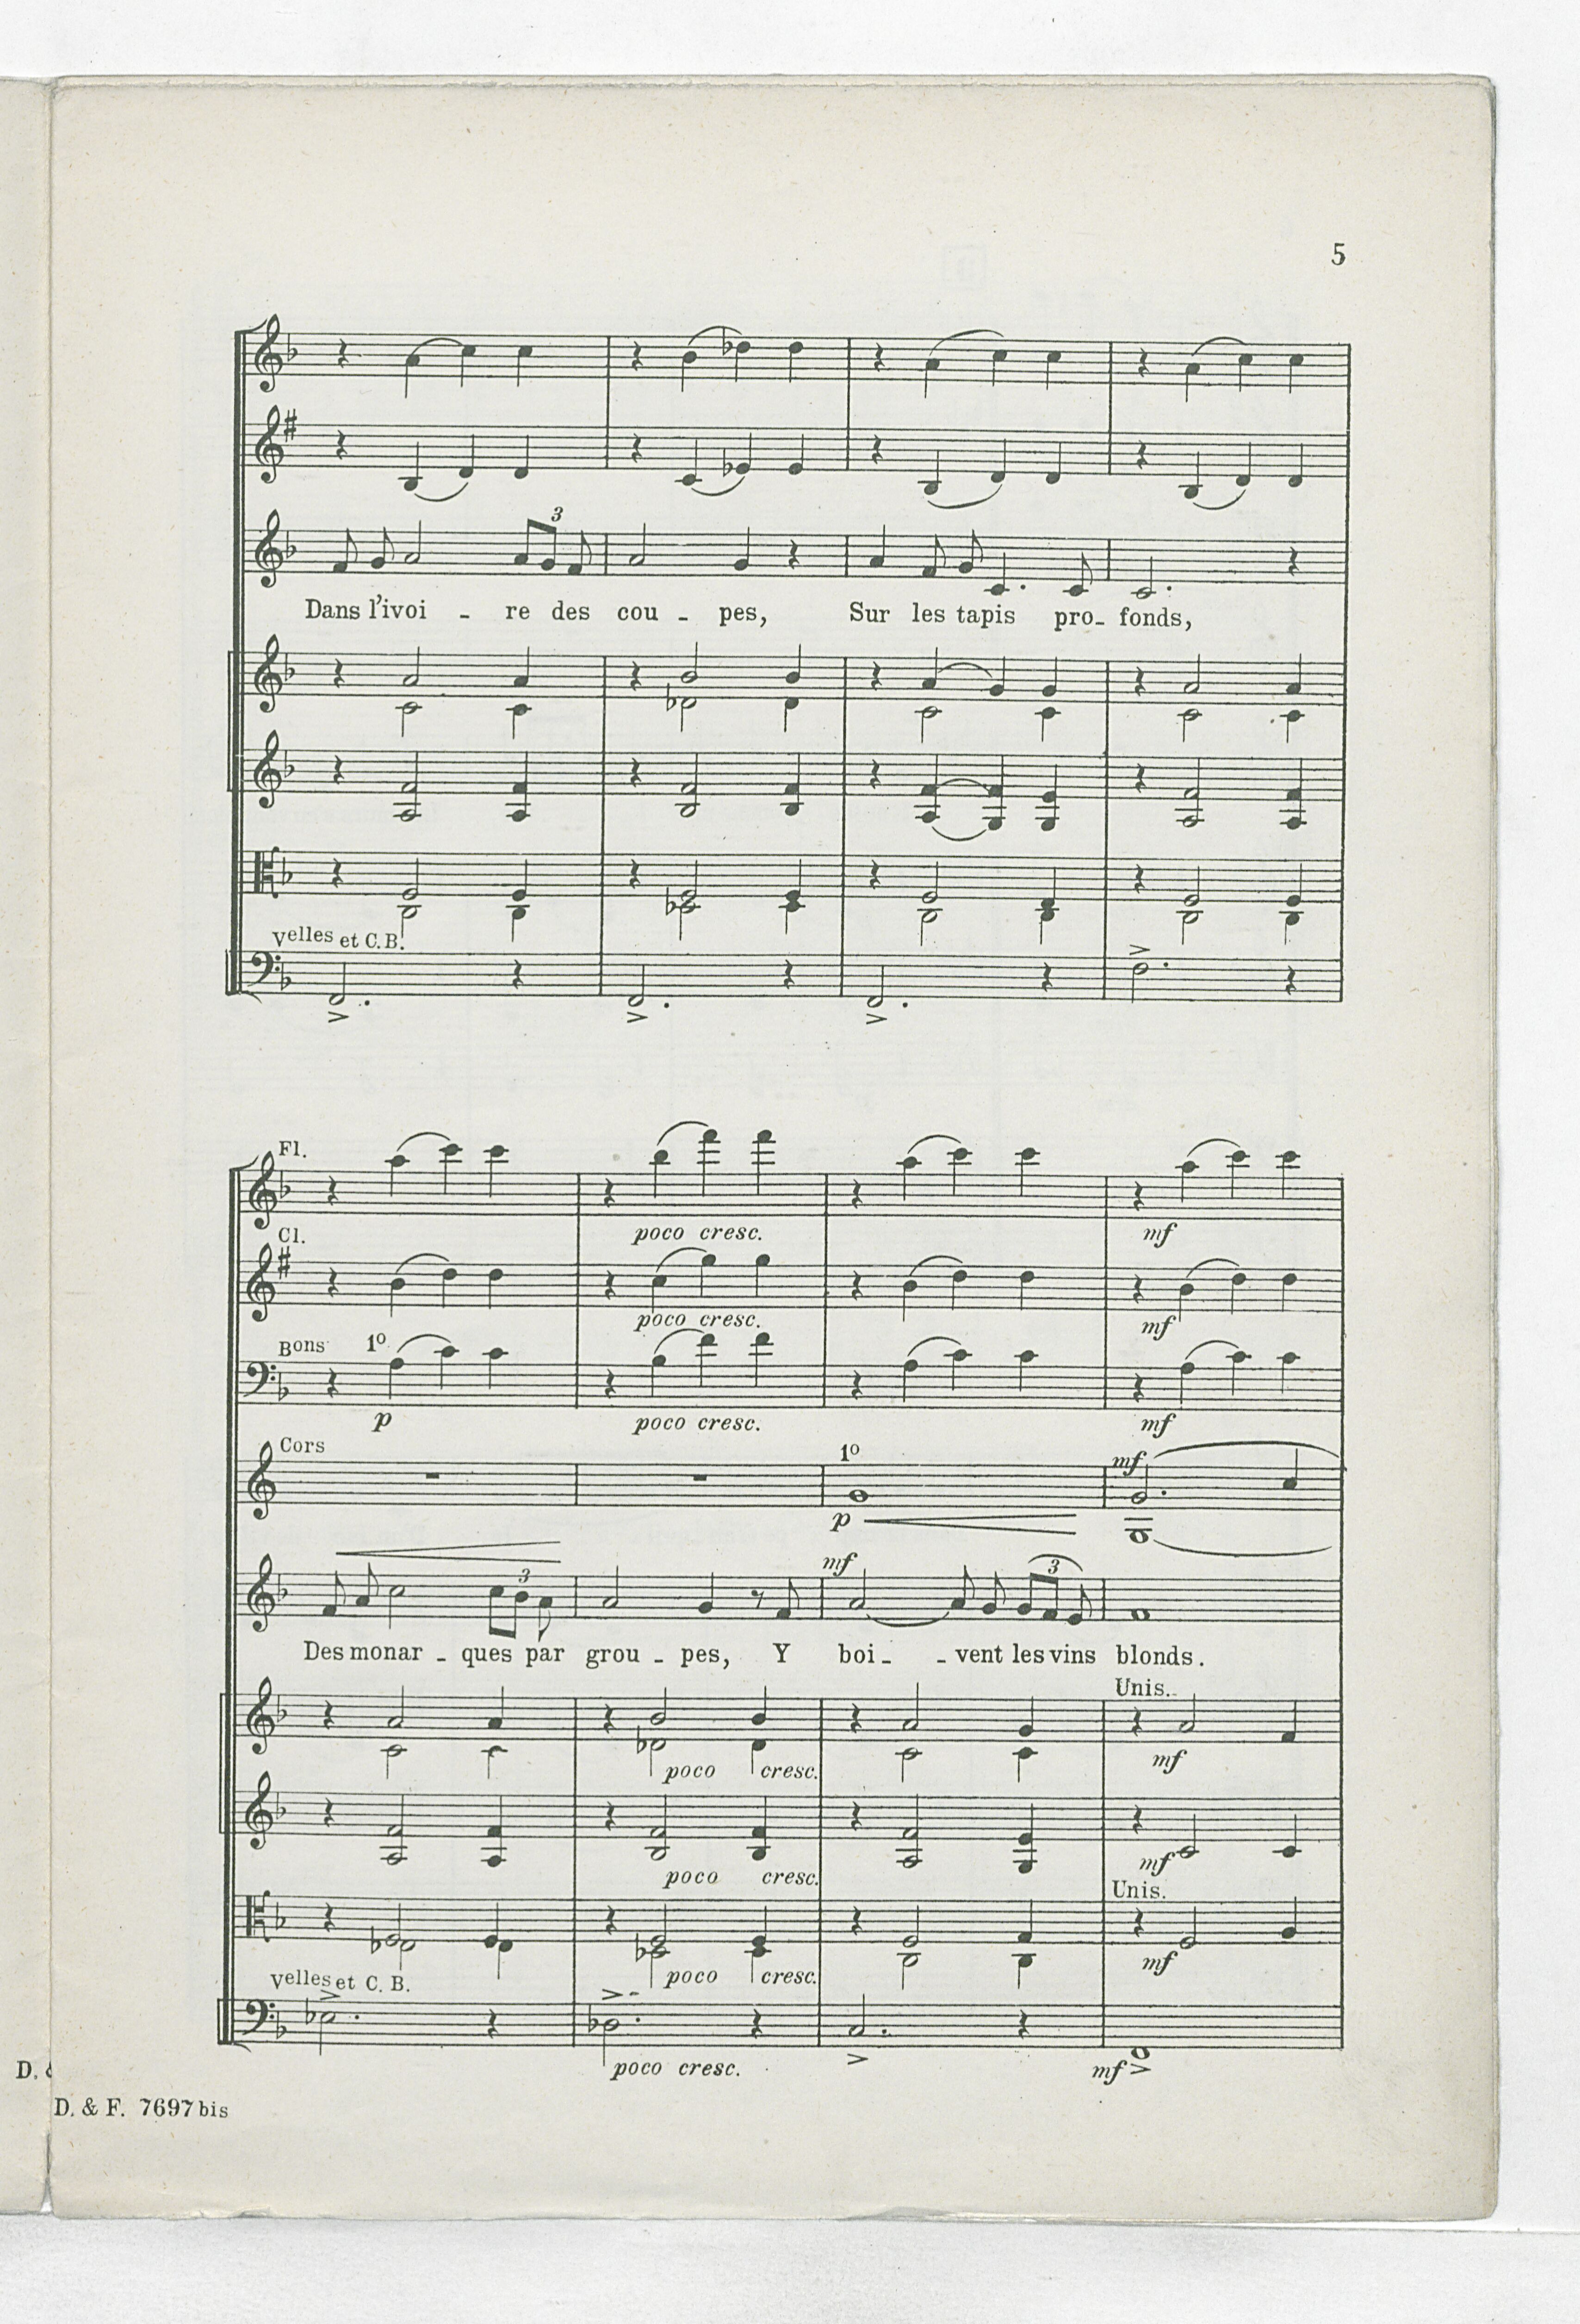 5
3
Dans l'ivoi - re des cou - pes, Sur les tapis pro - fonds,
Velles et C. B.
Fl.
poco cresc. mf
Cl.
poco cresc. mf
Bons 1º
p poco cresc. mf
Cors 1º mf
p
mf
3 3
Des monar - ques par grou - pes, Y boi - - vent les vins blonds.
Unis.
mf
poco cresc.
mf
poco cresc.
Unis.
mf
poco cresc.
Velles et C. B.
poco cresc. mf
D. &
D. & F. 7697 bis